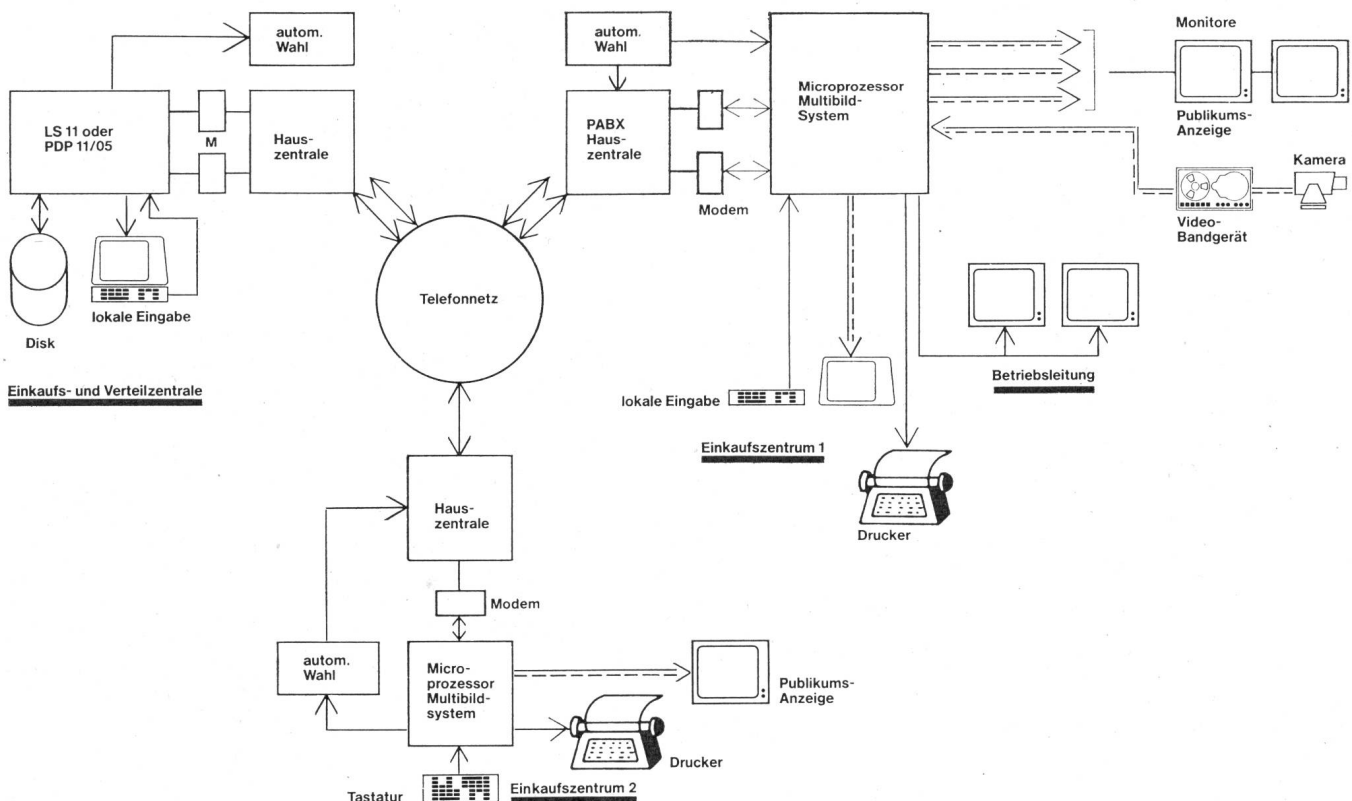 autom.
Wahl
LS 11 oder
PDP 11/05
M
Haus-
zentrale
Disk
lokale Eingabe
Einkaufs- und Verteilzentrale
Telefonnetz
autom.
Wahl
PABX
Haus-
zentrale
Modem
Microprozessor
Multibild-
System
Monitore
Publikums-
Anzeige
Kamera
Video-
Bandgerät
Betriebsleitung
lokale Eingabe
Einkaufszentrum 1
Drucker
Haus-
zentrale
Modem
autom.
Wahl
Micro-
prozessor
Multibild-
system
Publikums-
Anzeige
Drucker
Tastatur
Einkaufszentrum 2